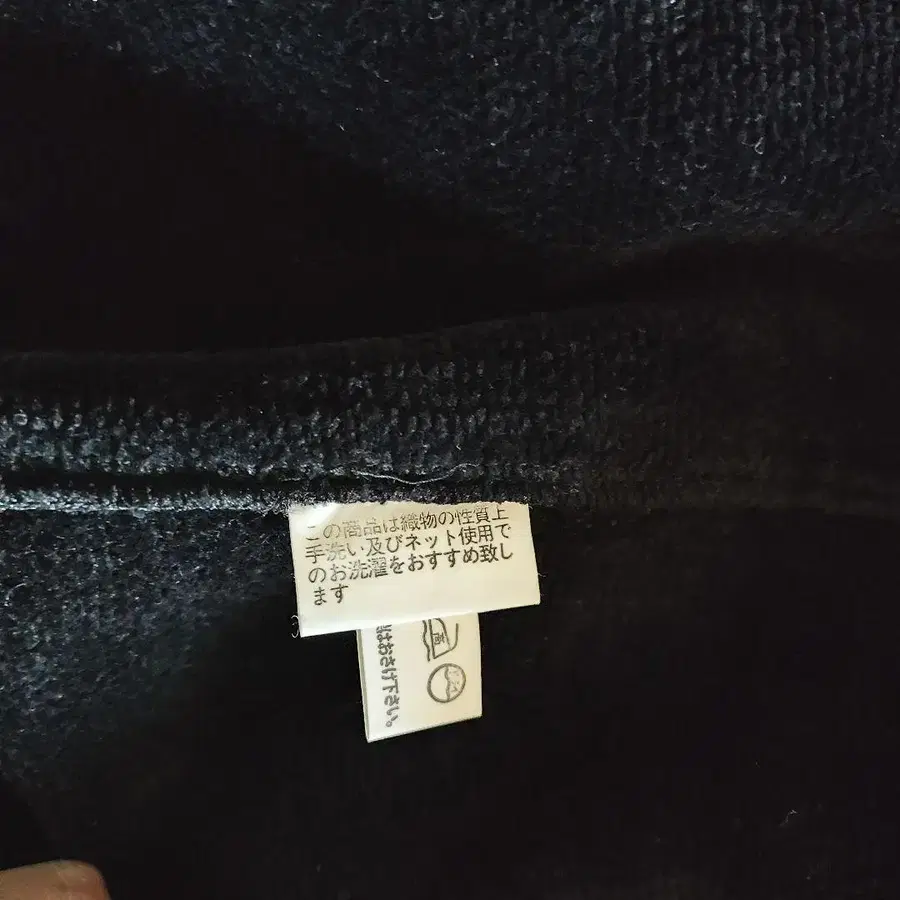 この商品は織物の性質上
手洗い及びネット使用で
のお洗濯をおすすめ致し
ます
はおさけ下さい。